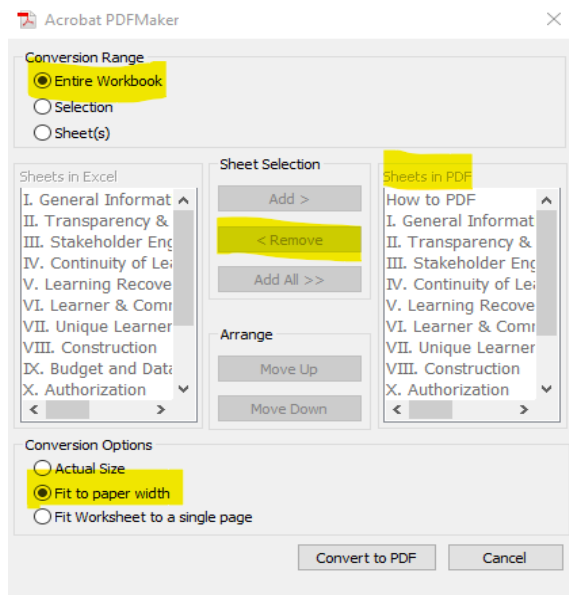 Acrobat PDFMaker
Conversion Range
Entire Workbook
Selection
Sheet(s)
Sheets in Excel
I. General Informat
II. Transparency &
III. Stakeholder Eng
IV. Continuity of Lea
V. Learning Recove
VI. Learner & Comm
VII. Unique Learner
VIII. Construction
IX. Budget and Data
X. Authorization
Sheet Selection
Add >
< Remove
Add All >>
Arrange
Move Up
Move Down
Sheets in PDF
How to PDF
I. General Informat
II. Transparency &
III. Stakeholder Eng
IV. Continuity of Lea
V. Learning Recove
VI. Learner & Comm
VII. Unique Learner
VIII. Construction
X. Authorization
Conversion Options
Actual Size
Fit to paper width
Fit Worksheet to a single page
Convert to PDF
Cancel